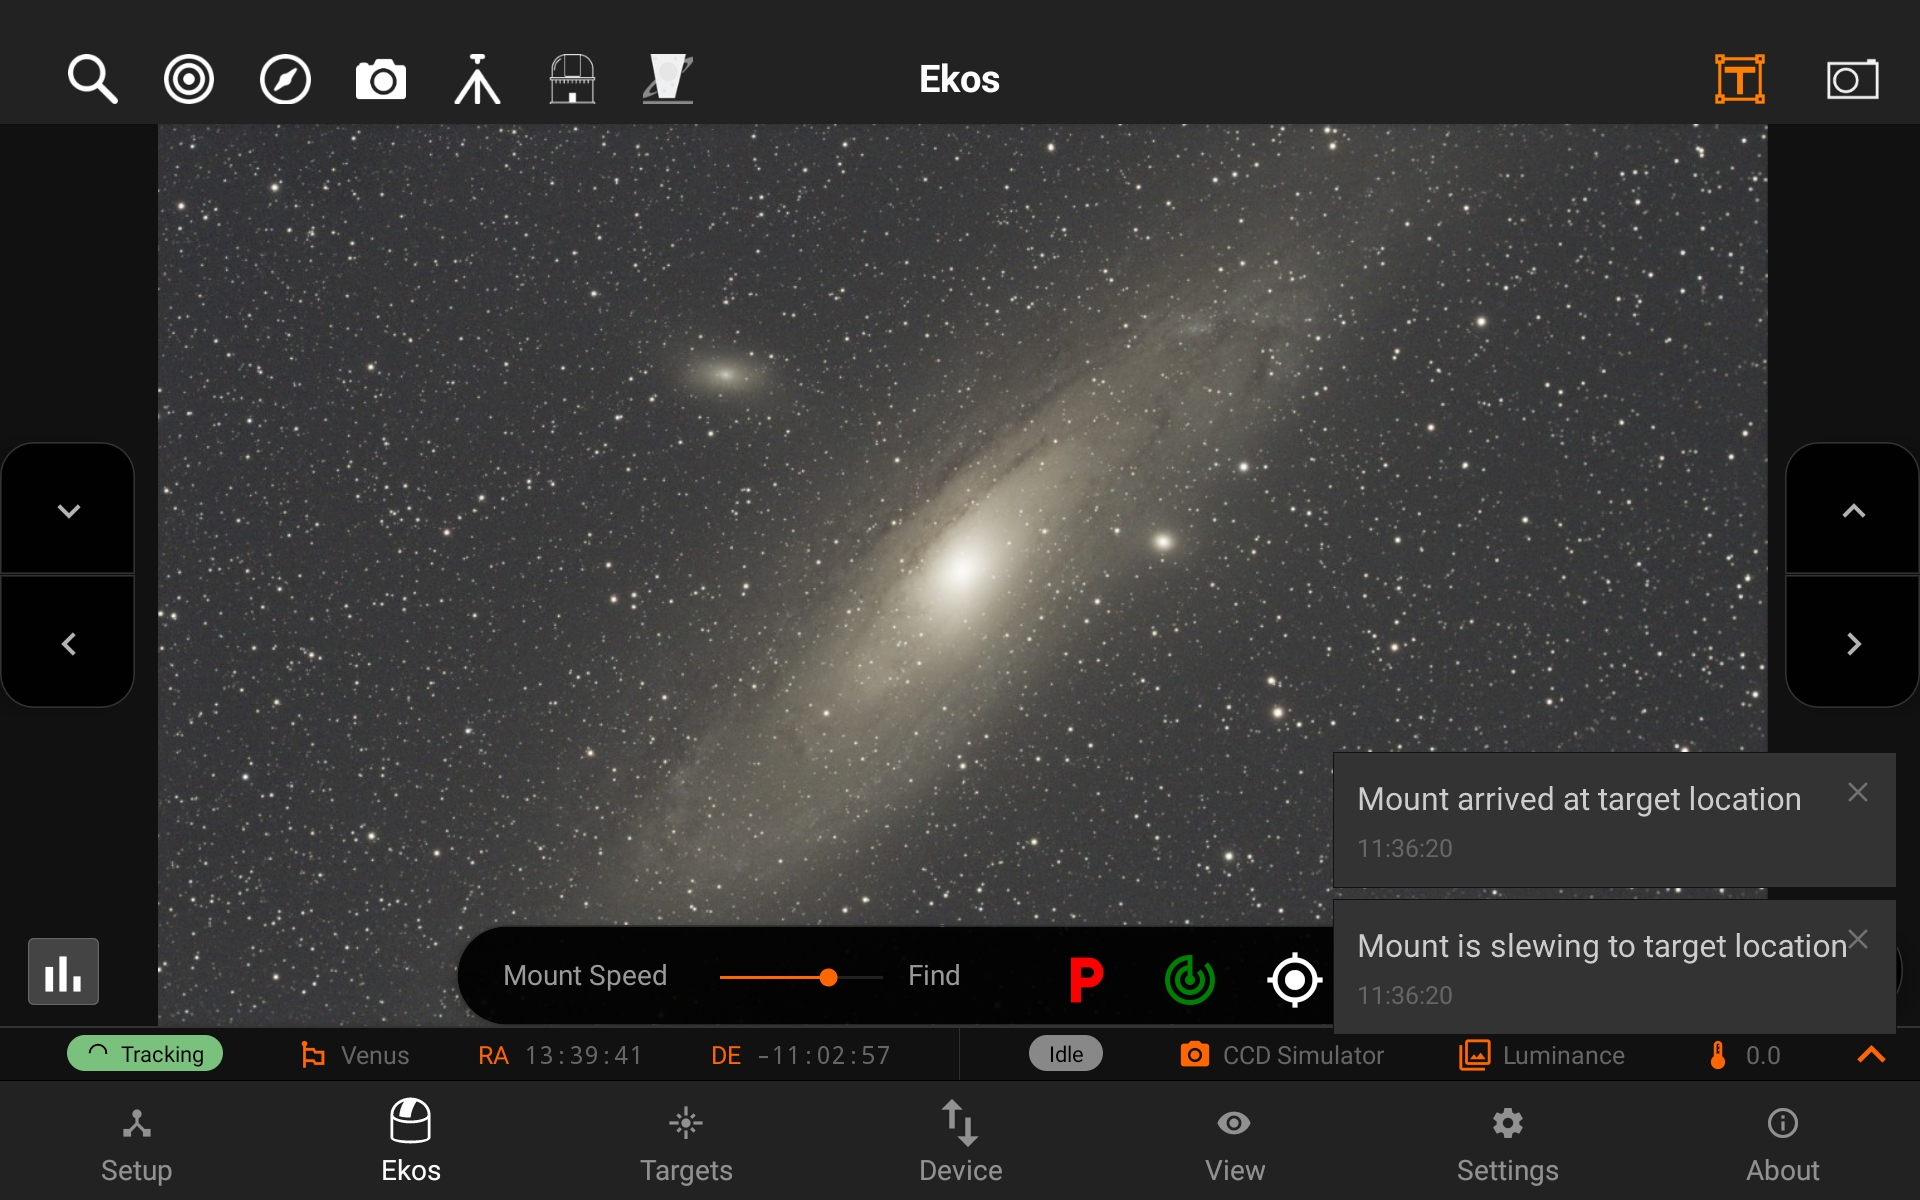 Ekos
T
Mount arrived at target location
11:36:20
Mount is slewing to target location
11:36:20
Mount Speed Find P
Tracking Venus RA 13:39:41 DE -11:02:57 Idle CCD Simulator Luminance 0.0
Setup Ekos Targets Device View Settings About